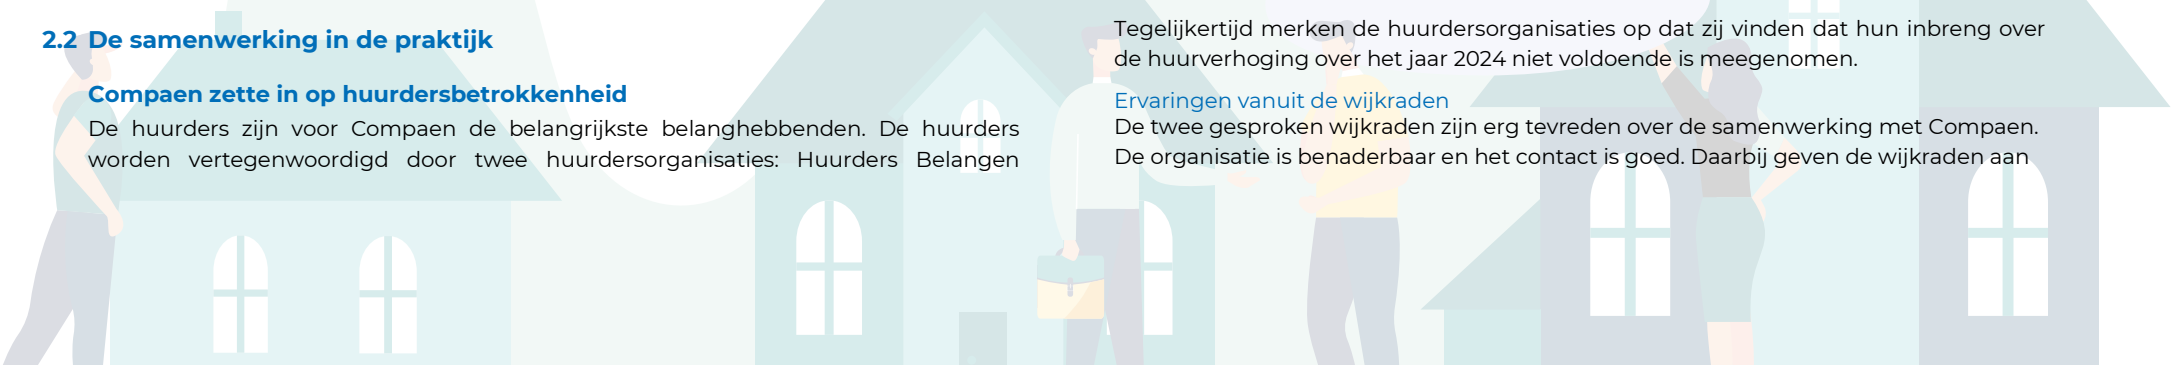 2.2 De samenwerking in de praktijk
Compaen zette in op huurdersbetrokkenheid
De huurders zijn voor Compaen de belangrijkste belanghebbenden. De huurders
worden vertegenwoordigd door twee huurdersorganisaties: Huurders Belangen
Tegelijkertijd merken de huurdersorganisaties op dat zij vinden dat hun inbreng over
de huurverhoging over het jaar 2024 niet voldoende is meegenomen.
Ervaringen vanuit de wijkraden
De twee gesproken wijkraden zijn erg tevreden over de samenwerking met Compaen.
De organisatie is benaderbaar en het contact is goed. Daarbij geven de wijkraden aan